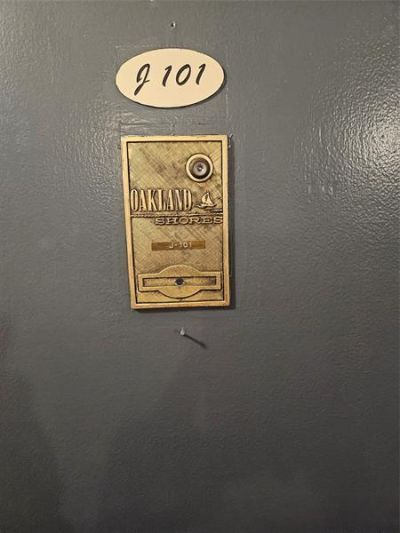 J 101
OAKLAND
SHORES
J-101